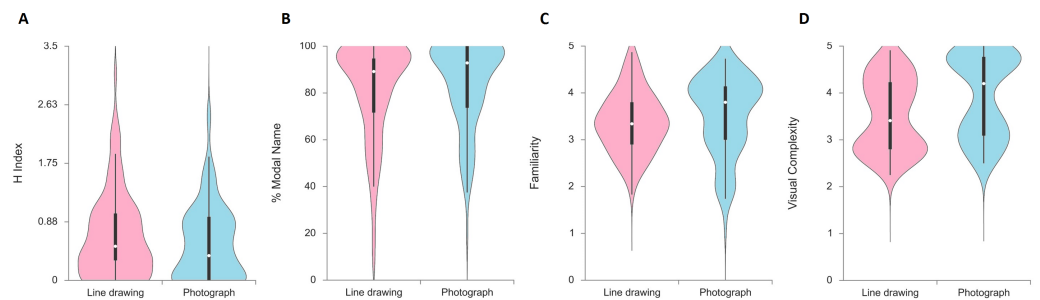 A
H Index
3.5
2.63
1.75
0.88
0
Line drawing
Photograph
B
% Modal Name
100
80
60
40
20
0
Line drawing
Photograph
C
Familiarity
5
4
3
2
1
0
Line drawing
Photograph
D
Visual Complexity
5
4
3
2
1
0
Line drawing
Photograph